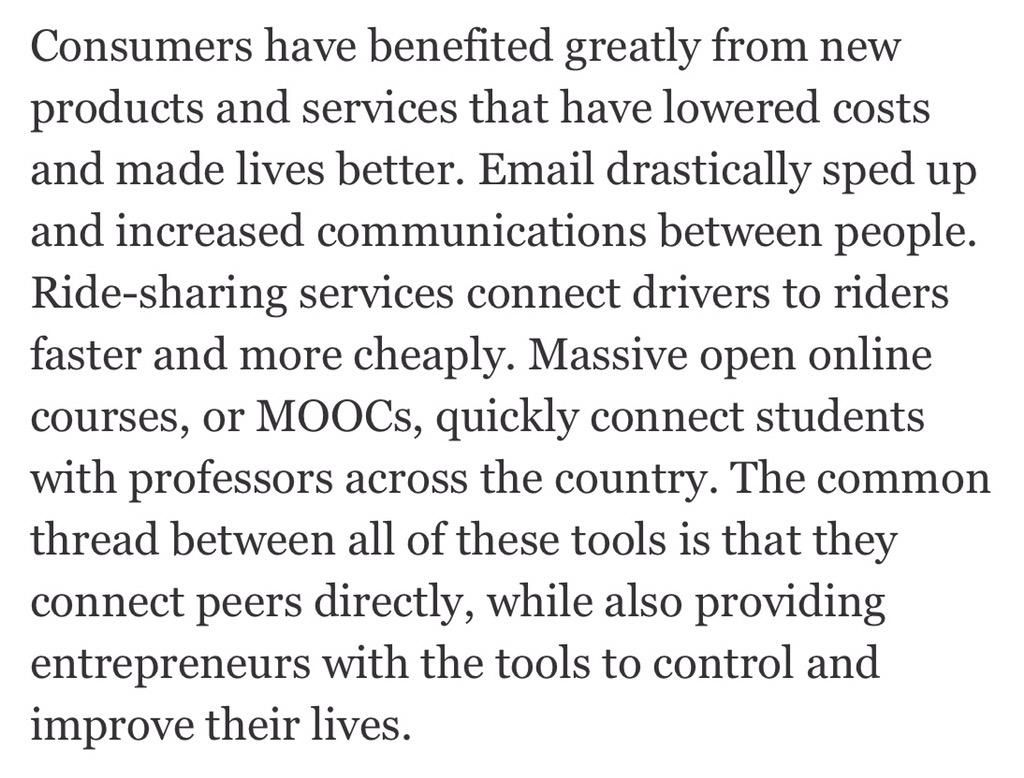 Consumers have benefited greatly from new
products and services that have lowered costs
and made lives better. Email drastically sped up
and increased communications between people.
Ride-sharing services connect drivers to riders
faster and more cheaply. Massive open online
courses, or MOOCs, quickly connect students
with professors across the country. The common
thread between all of these tools is that they
connect peers directly, while also providing
entrepreneurs with the tools to control and
improve their lives.